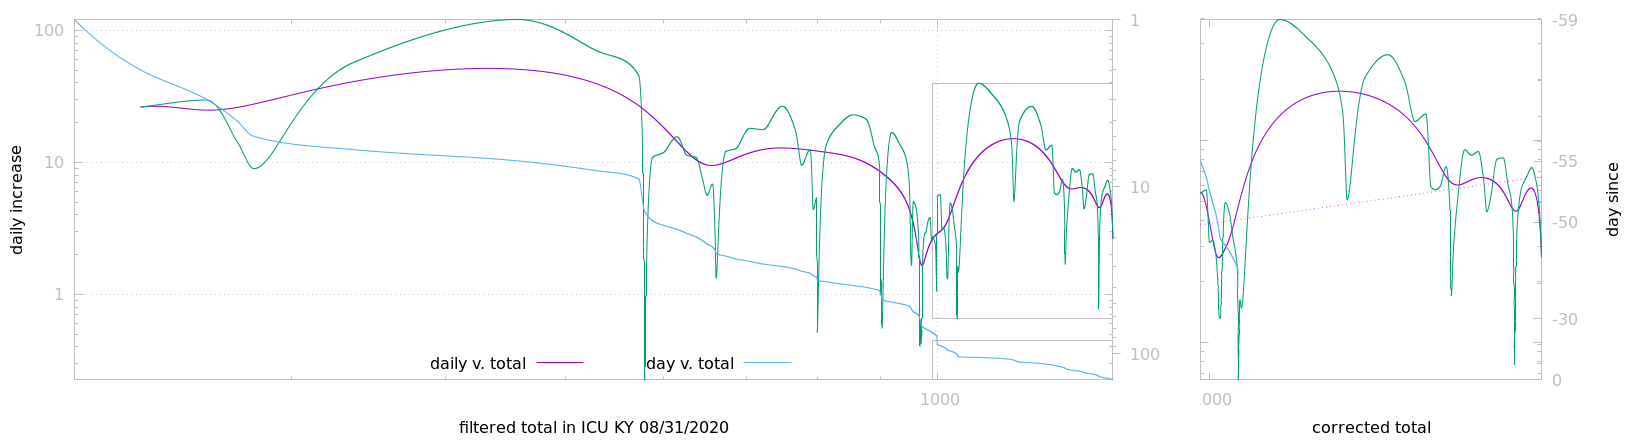 100
10
1
daily increase
1
10
100
daily v. total
day v. total
1000
filtered total in ICU KY 08/31/2020
-59
-55
-50
-30
0
day since
.000
corrected total